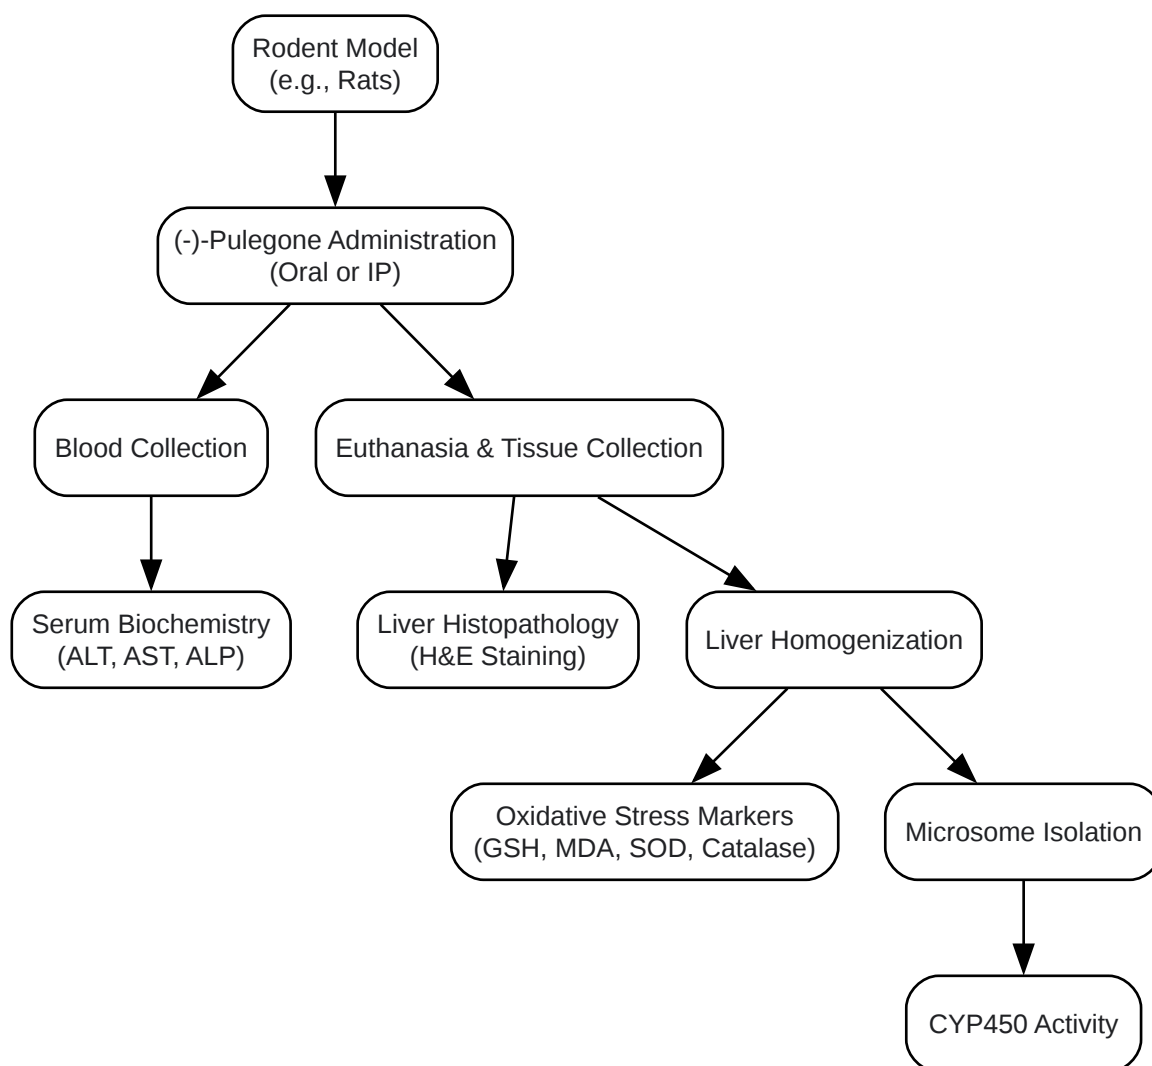 Rodent Model
(e.g., Rats)
(-)-Pulegone Administration
(Oral or IP)
Blood Collection
Euthanasia & Tissue Collection
Serum Biochemistry
(ALT, AST, ALP)
Liver Histopathology
(H&E Staining)
Liver Homogenization
Oxidative Stress Markers
(GSH, MDA, SOD, Catalase)
Microsome Isolation
CYP450 Activity